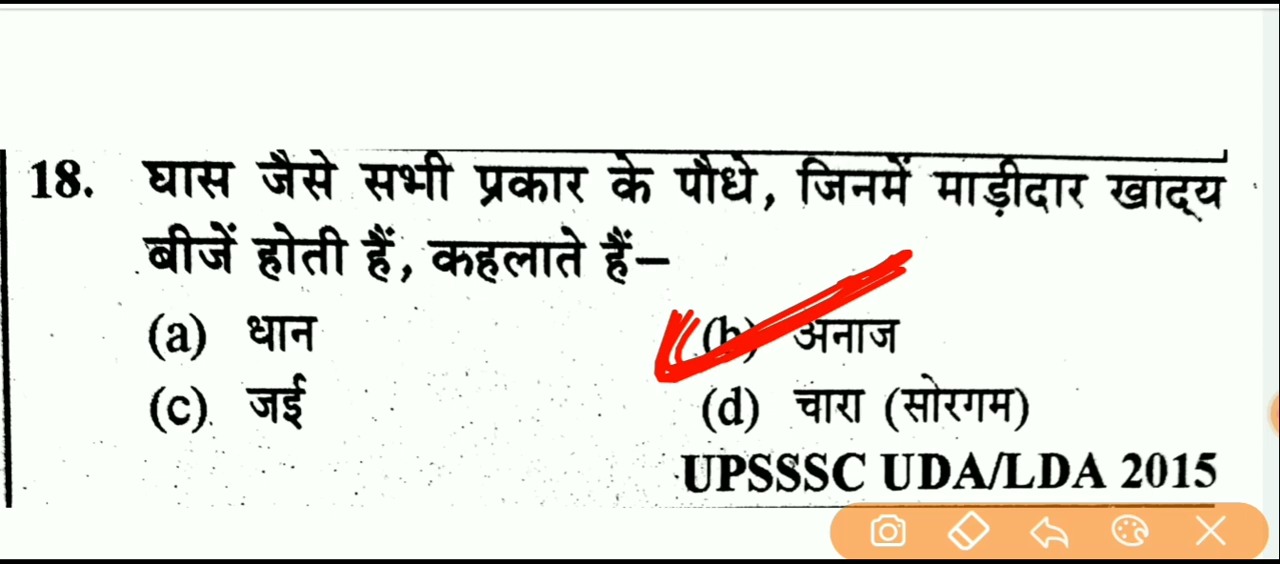 18. घास जैसे सभी प्रकार के पौधे, जिनमें माड़ीदार खाद्य
बीजें होती हैं, कहलाते हैं–
(a) धान (b) अनाज
(c) जई (d) चारा (सोरगम)
UPSSSC UDA/LDA 2015